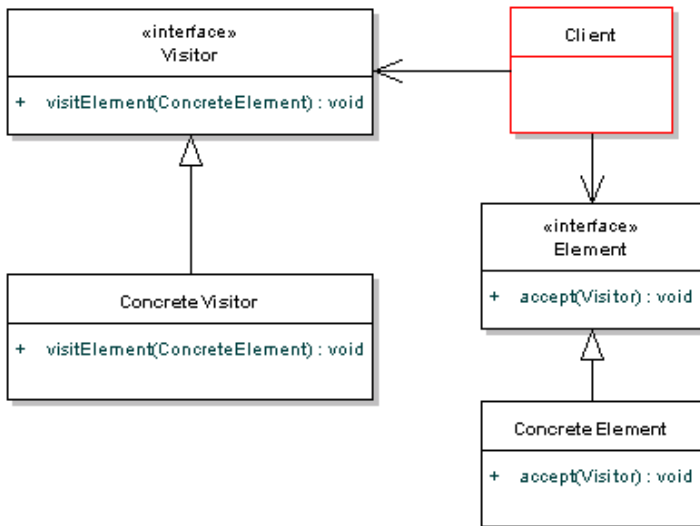 «interface»
Visitor
+ visitElement(ConcreteElement) : void
Client
«interface»
Element
+ accept(Visitor) : void
Concrete Visitor
+ visitElement(ConcreteElement) : void
Concrete Element
+ accept(Visitor) : void